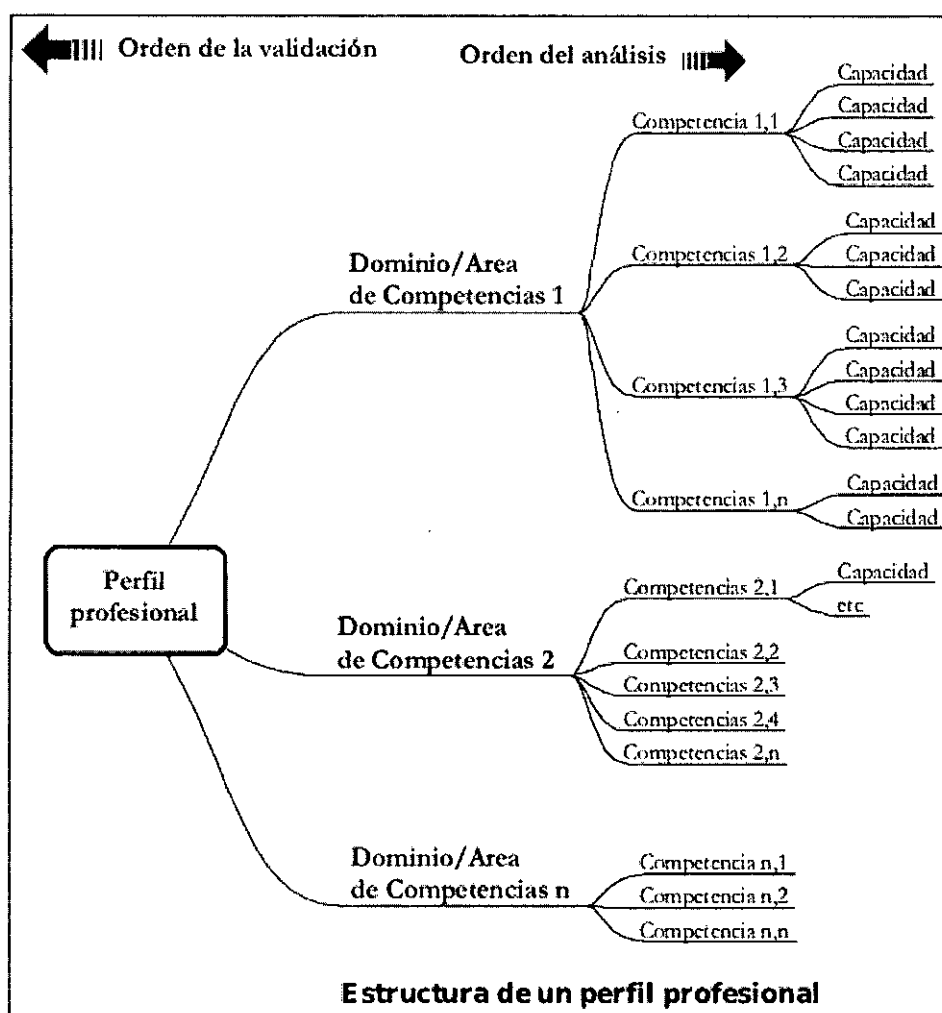 Orden de la validación
Orden del análisis
Perfil
profesional
Dominio/Area
de Competencias 1
Competencia 1,1
Capacidad
Capacidad
Capacidad
Capacidad
Competencias 1,2
Capacidad
Capacidad
Capacidad
Competencias 1,3
Capacidad
Capacidad
Capacidad
Capacidad
Competencias 1,n
Capacidad
Capacidad
Dominio/Area
de Competencias 2
Competencias 2,1
Capacidad
etc
Competencias 2,2
Competencias 2,3
Competencias 2,4
Competencias 2,n
Dominio/Area
de Competencias n
Competencia n,1
Competencia n,2
Competencia n,n
Estructura de un perfil profesional